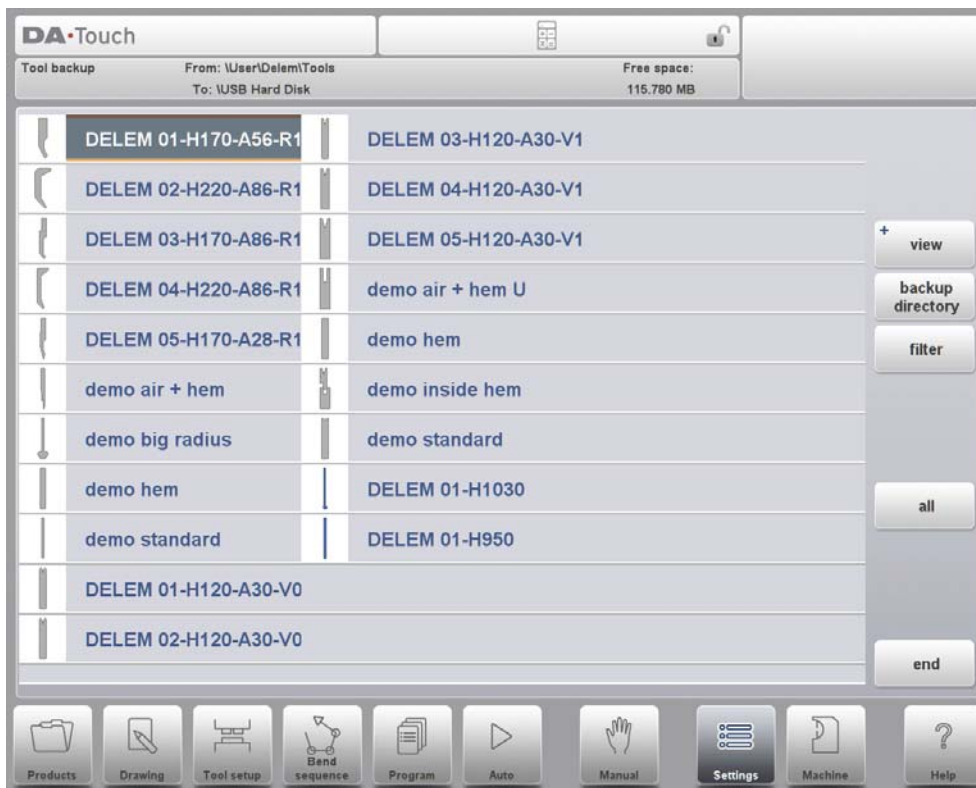 DA•Touch
Tool backup
From: \User\Delem\Tools
To: \USB Hard Disk
Free space:
115.780 MB
DELEM 01-H170-A56-R1
DELEM 02-H220-A86-R1
DELEM 03-H170-A86-R1
DELEM 04-H220-A86-R1
DELEM 05-H170-A28-R1
demo air + hem
demo big radius
demo hem
demo standard
DELEM 01-H120-A30-V0
DELEM 02-H120-A30-V0
DELEM 03-H120-A30-V1
DELEM 04-H120-A30-V1
DELEM 05-H120-A30-V1
demo air + hem U
demo hem
demo inside hem
demo standard
DELEM 01-H1030
DELEM 01-H950
+ view
backup
directory
filter
all
end
Products
Drawing
Tool setup
Bend
sequence
Program
Auto
Manual
Settings
Machine
? Help